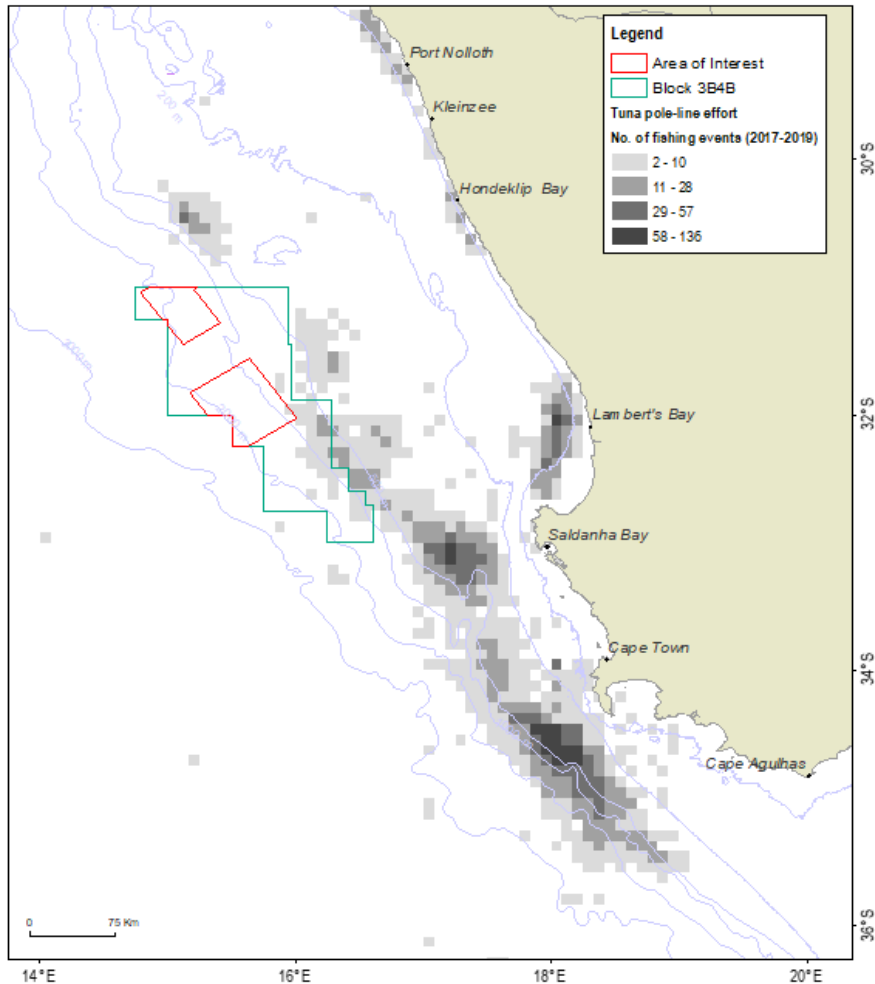 Legend
Area of Interest
Block 3B4B
Tuna pole-line effort
No. of fishing events (2017-2019)
2 - 10
11 - 28
29 - 57
58 - 136
Port Nolloth
Kleinzee
200 m
Hondeklip Bay
Lambert's Bay
Saldanha Bay
Cape Town
Cape Agulhas
30°S
32°S
34°S
36°S
0 75 Km
14°E 16°E 18°E 20°E